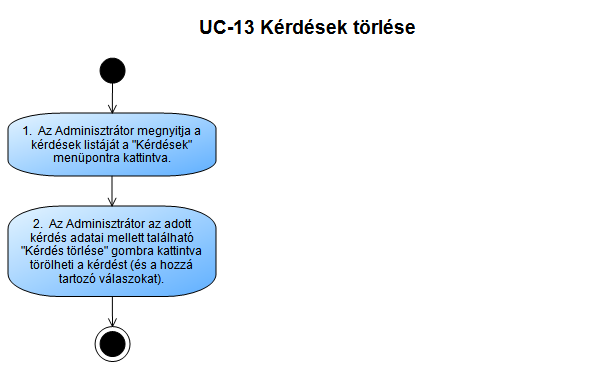 UC-13 Kérdések törlése
1. Az Adminisztrátor megnyitja a
kérdések listáját a "Kérdések"
menüpontra kattintva.
2. Az Adminisztrátor az adott
kérdés adatai mellett található
"Kérdés törlése" gombra kattintva
törölheti a kérdést (és a hozzá
tartozó válaszokat).